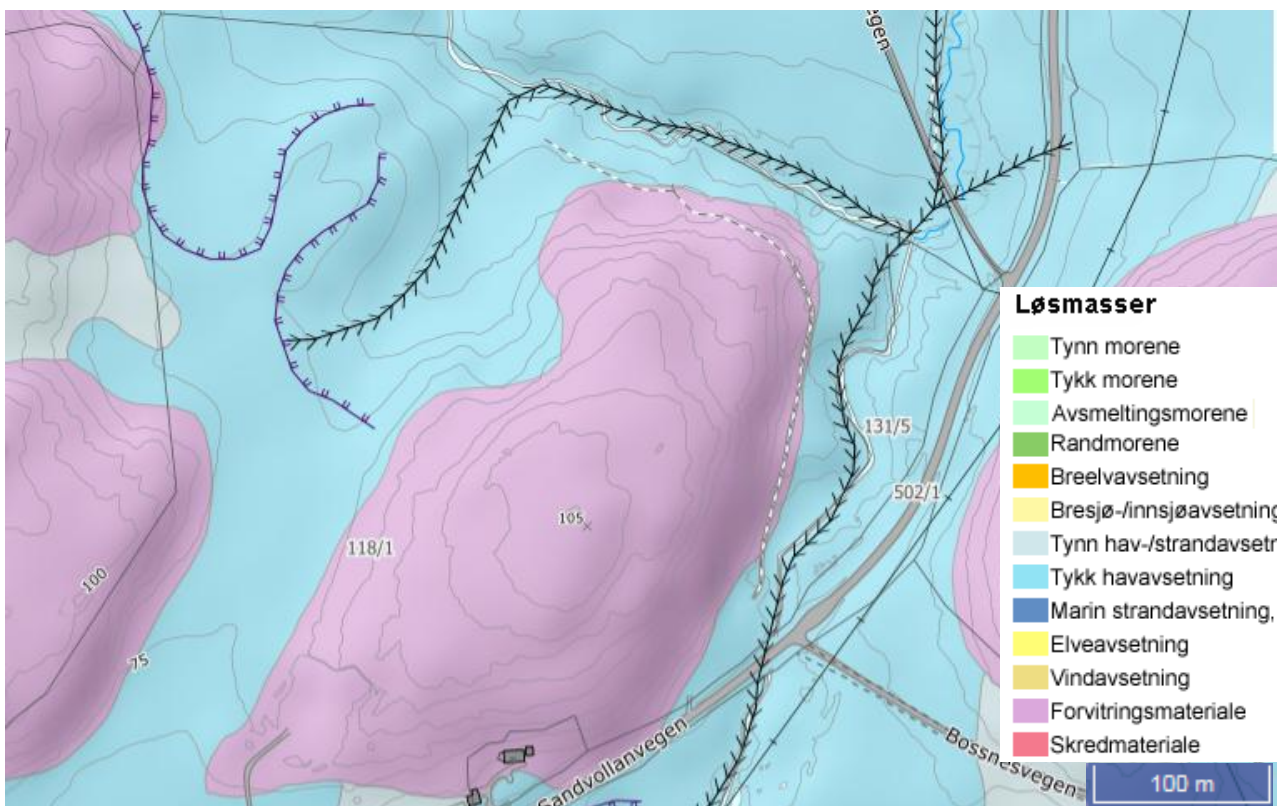 vegen
Løsmasser
Tynn morene
Tykk morene
Avsmeltingsmorene
Randmorene
Breelvavsetning
Bresjø-/innsjøavsetning
Tynn hav-/strandavsetn
Tykk havavsetning
Marin strandavsetning,
Elveavsetning
Vindavsetning
Forvitringsmateriale
Skredmateriale
131/5
502/1
105
118/1
100
75
Sandvollanvegen
Bossnesvegen
100 m